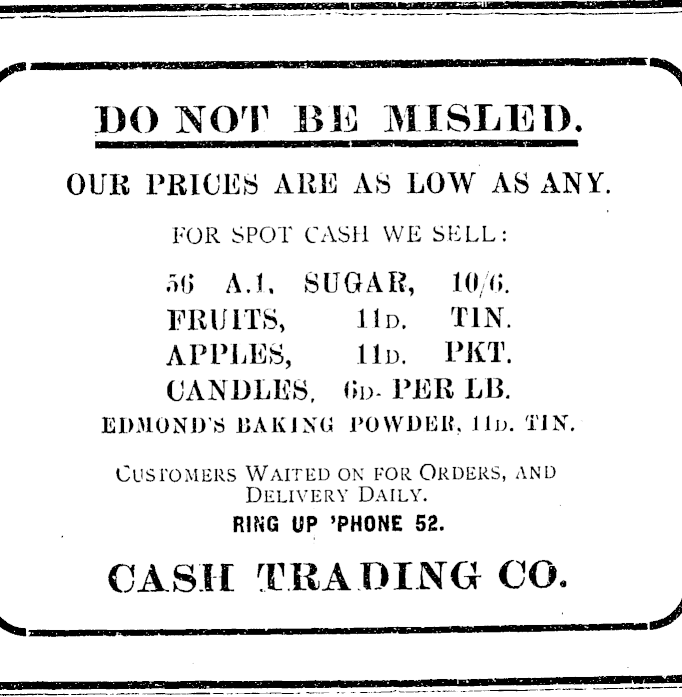 DO NOT BE MISLED.
OUR PRICES ARE AS LOW AS ANY.
FOR SPOT CASH WE SELL:
56 A.1. SUGAR, 10/6.
FRUITS, 11D. TIN.
APPLES, 11D. PKT.
CANDLES, 6D. PER LB.
EDMOND'S BAKING POWDER, 11D. TIN.
CUSTOMERS WAITED ON FOR ORDERS, AND
DELIVERY DAILY.
RING UP 'PHONE 52.
CASH TRADING CO.